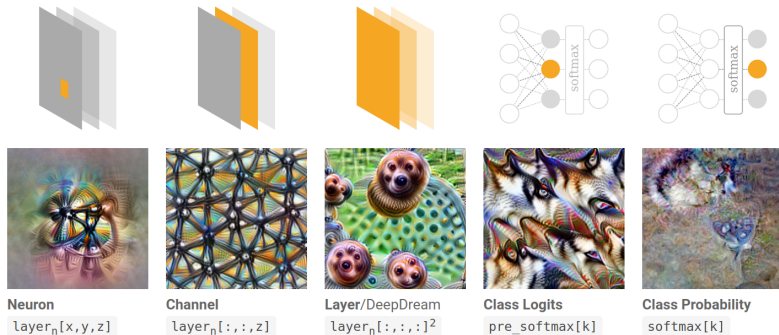 softmax
softmax
Neuron
Channel
Layer/DeepDream
Class Logits
Class Probability
layerₙ[x,y,z]
layerₙ[:,:,z]
layerₙ[:,:,:]²
pre_softmax[k]
softmax[k]